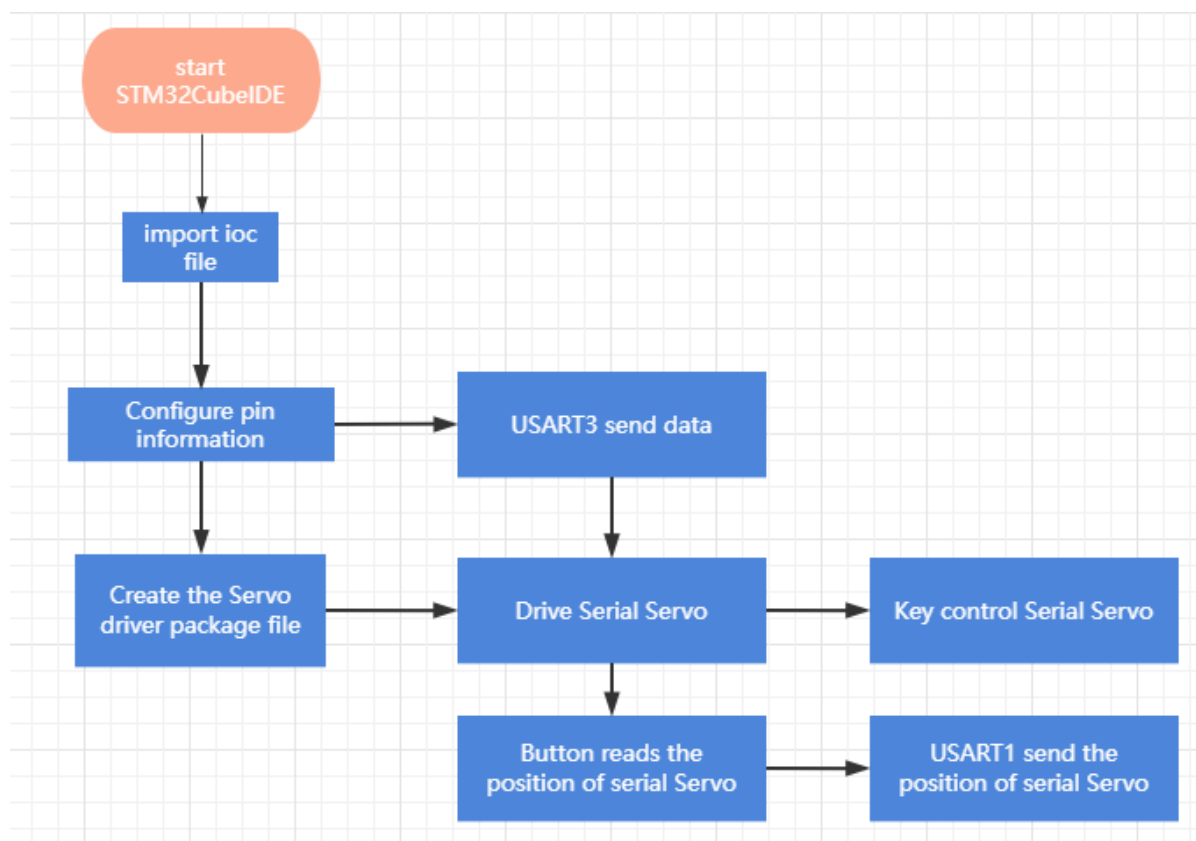 start
STM32CubeIDE
import ioc
file
Configure pin
information
USART3 send data
Create the Servo
driver package file
Drive Serial Servo
Key control Serial Servo
Button reads the
position of serial Servo
USART1 send the
position of serial Servo